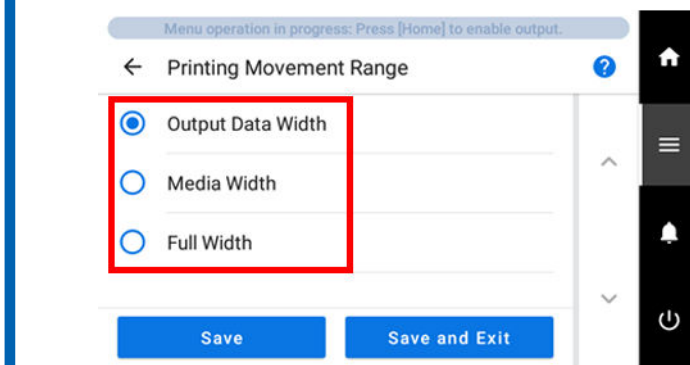 Menu operation in progress: Press [Home] to enable output.
Printing Movement Range
?
Output Data Width
Media Width
Full Width
Save
Save and Exit